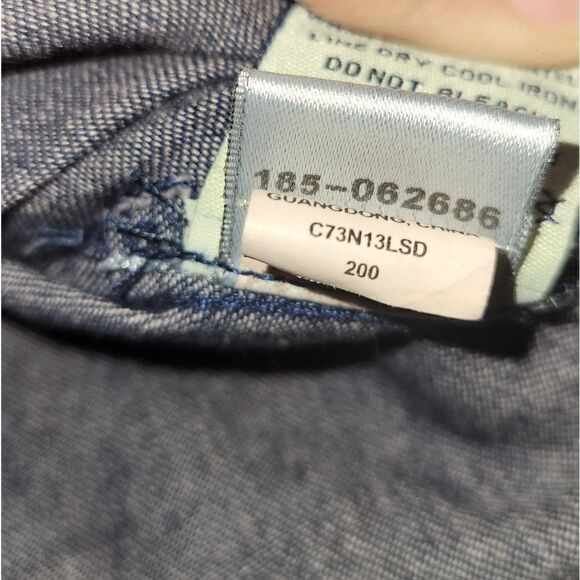 LINE DRY COOL IRON
DO NOT BLEACH
185-062686
GUANGDONG, CHINA
C73N13LSD
200